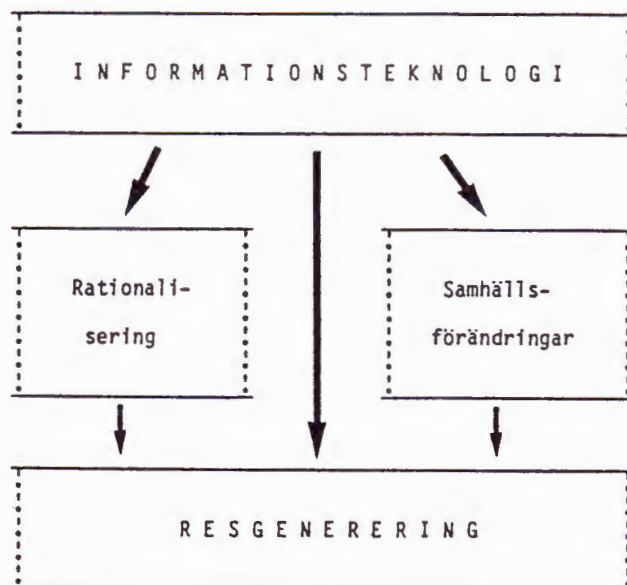 INFORMATIONSTEKNOLOGI
Rationali-
sering
Samhälls-
förändringar
RESGENERERING